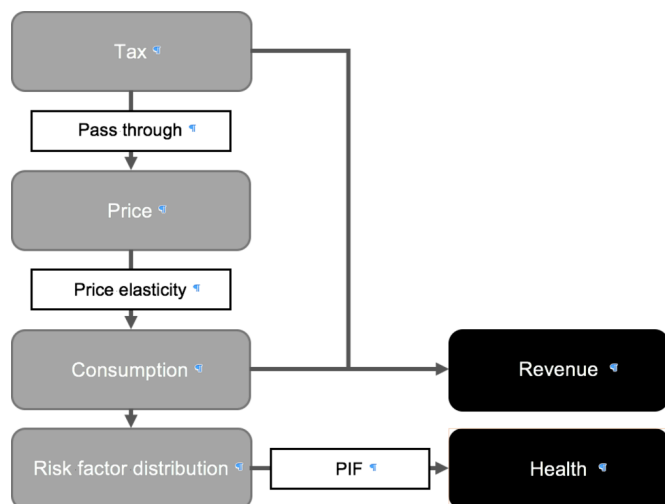 Tax ¶
Pass through ¶
Price ¶
Price elasticity ¶
Consumption ¶
Revenue ¶
Risk factor distribution ¶
PIF ¶
Health ¶